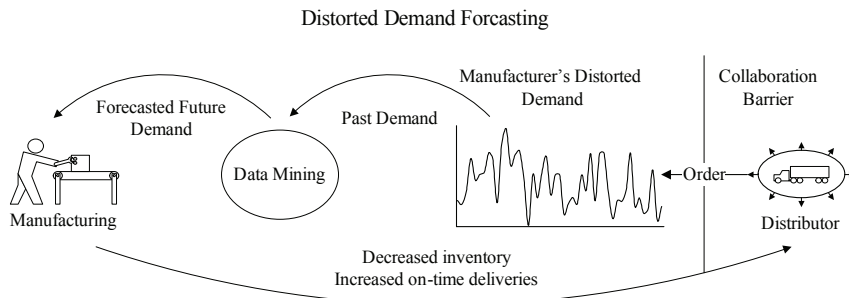 Distorted Demand Forcasting
Manufacturer's Distorted
Demand
Collaboration
Barrier
Forecasted Future
Demand
Past Demand
Data Mining
Order
Manufacturing
Distributor
Decreased inventory
Increased on-time deliveries